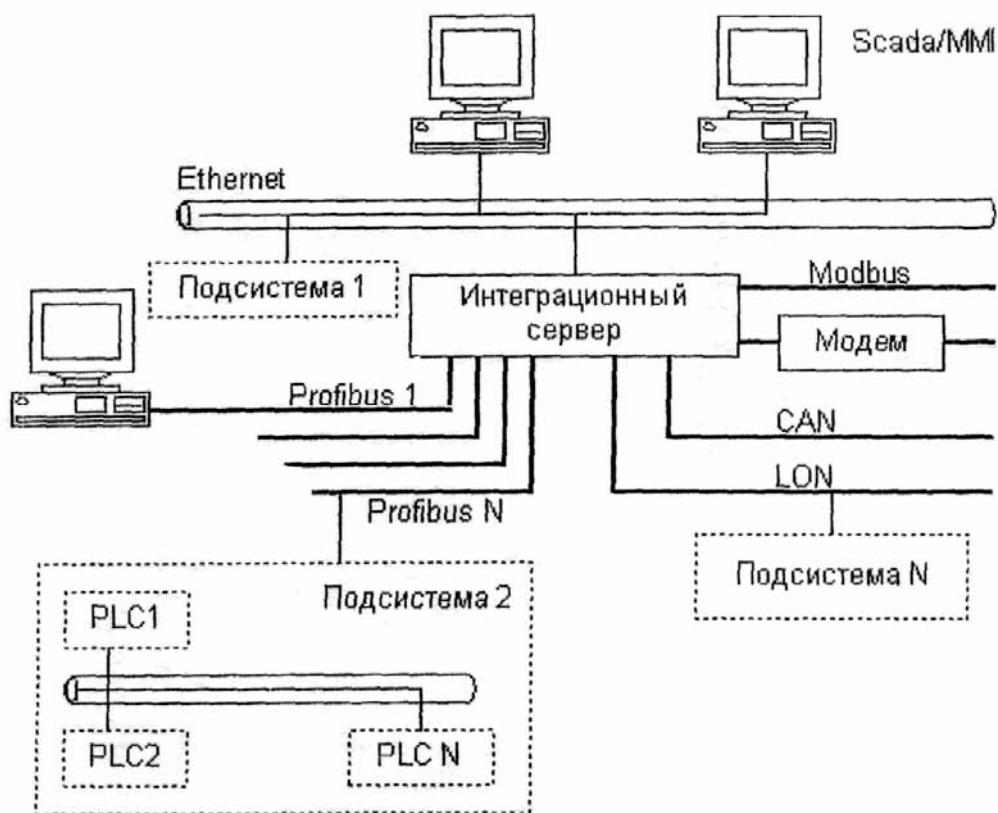 Scada/MMI
Ethernet
Подсистема 1
Интеграционный
сервер
Modbus
Модем
Profibus 1
CAN
LON
Profibus N
Подсистема 2
Подсистема N
PLC1
PLC2
PLC N